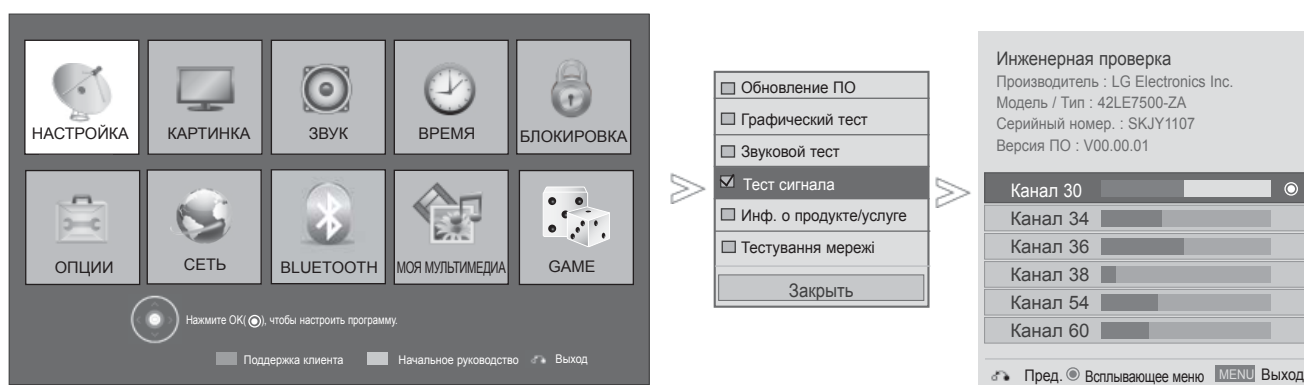 НАСТРОЙКА
КАРТИНКА
ЗВУК
ВРЕМЯ
БЛОКИРОВКА
ОПЦИИ
СЕТЬ
BLUETOOTH
МОЯ МУЛЬТИМЕДИА
GAME
Нажмите ОК(◉), чтобы настроить программу.
Поддержка клиента Начальное руководство Выход
Обновление ПО
Графический тест
Звуковой тест
Тест сигнала
Инф. о продукте/услуге
Тестування мережі
Закрыть
Инженерная проверка
Производитель : LG Electronics Inc.
Модель / Тип : 42LE7500-ZA
Серийный номер. : SKJY1107
Версия ПО : V00.00.01
Канал 30
Канал 34
Канал 36
Канал 38
Канал 54
Канал 60
Пред. ◉ Всплывающее меню MENU Выход